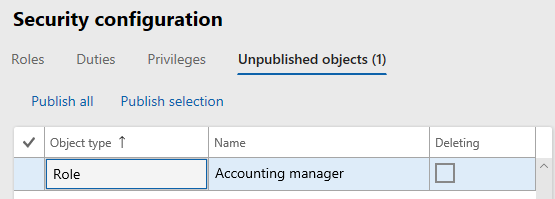 Security configuration
Roles Duties Privileges Unpublished objects (1)
Publish all Publish selection
Object type ↑ Name Deleting
Role Accounting manager